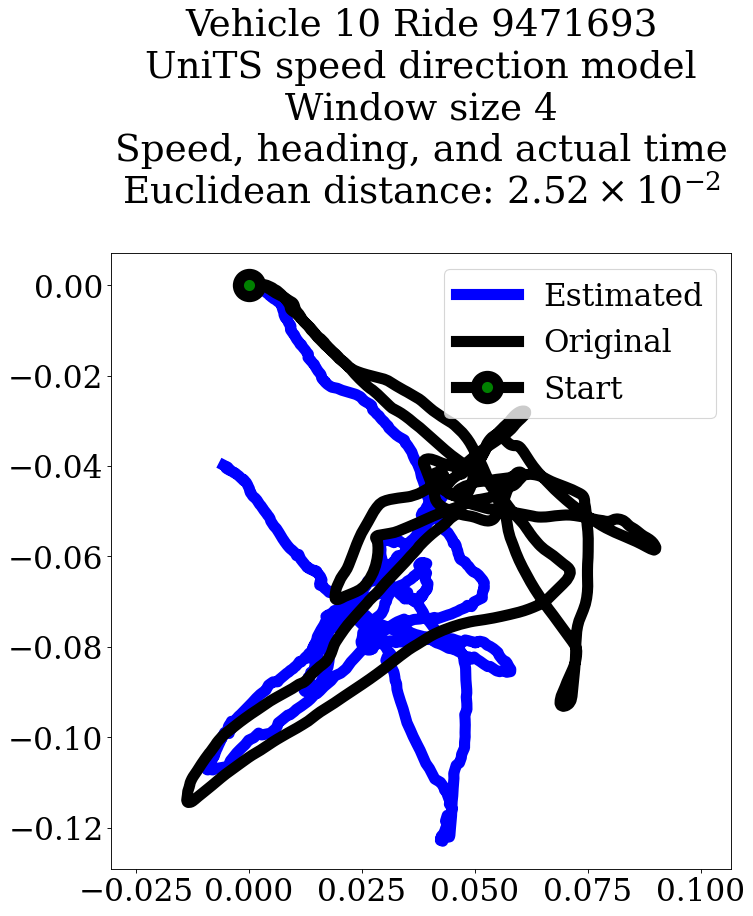 Vehicle 10 Ride 9471693
UniTS speed direction model
Window size 4
Speed, heading, and actual time
Euclidean distance: 2.52 × 10⁻²
Estimated
Original
Start
0.00
−0.02
−0.04
−0.06
−0.08
−0.10
−0.12
−0.025 0.000 0.025 0.050 0.075 0.100